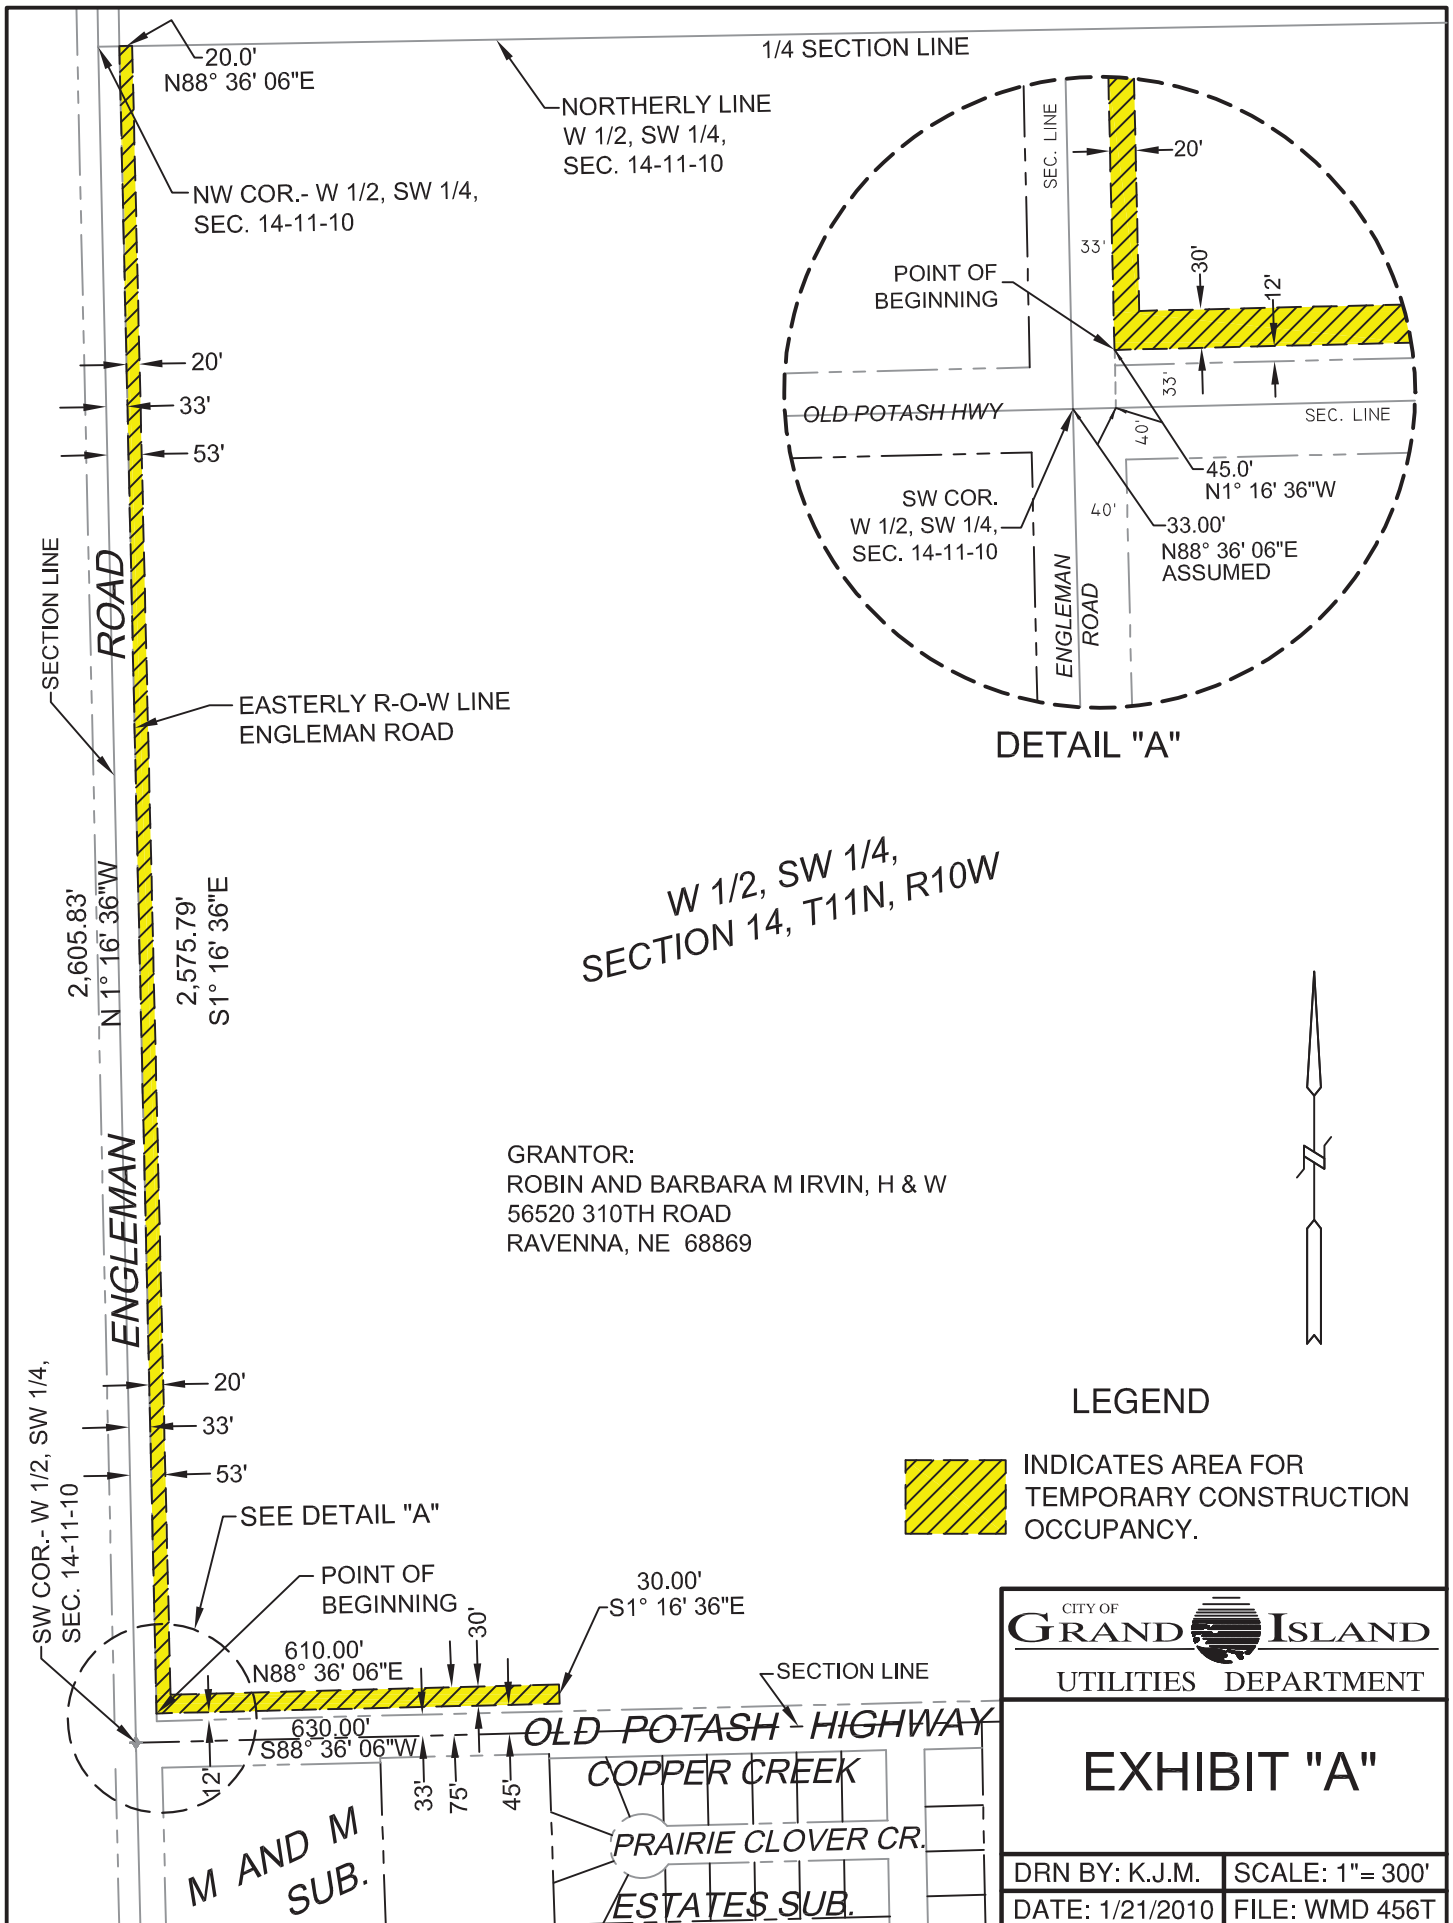 20.0'
N88° 36' 06"E
1/4 SECTION LINE
NORTHERLY LINE
W 1/2, SW 1/4,
SEC. 14-11-10
NW COR.- W 1/2, SW 1/4,
SEC. 14-11-10
SEC. LINE
20'
33'
POINT OF
BEGINNING
30'
12'
OLD POTASH HWY
33'
SEC. LINE
40'
45.0'
N1° 16' 36"W
SW COR.
W 1/2, SW 1/4,
SEC. 14-11-10
40'
33.00'
N88° 36' 06"E
ASSUMED
ENGLEMAN
ROAD
DETAIL "A"
20'
33'
53'
SECTION LINE
ROAD
EASTERLY R-O-W LINE
ENGLEMAN ROAD
2,605.83'
N 1° 16' 36"W
2,575.79'
S1° 16' 36"E
W 1/2, SW 1/4,
SECTION 14, T11N, R10W
ENGLEMAN
GRANTOR:
ROBIN AND BARBARA M IRVIN, H & W
56520 310TH ROAD
RAVENNA, NE  68869
20'
33'
53'
SW COR.- W 1/2, SW 1/4,
SEC. 14-11-10
SEE DETAIL "A"
POINT OF
BEGINNING
LEGEND
INDICATES AREA FOR
TEMPORARY CONSTRUCTION
OCCUPANCY.
30.00'
S1° 16' 36"E
30'
610.00'
N88° 36' 06"E
SECTION LINE
630.00'
S88° 36' 06"W
12'
33'
75'
45'
OLD POTASH HIGHWAY
COPPER CREEK
PRAIRIE CLOVER CR.
ESTATES SUB.
M AND M
SUB.
CITY OF
GRAND ISLAND
UTILITIES DEPARTMENT
EXHIBIT "A"
DRN BY: K.J.M.
SCALE: 1"= 300'
DATE: 1/21/2010
FILE: WMD 456T